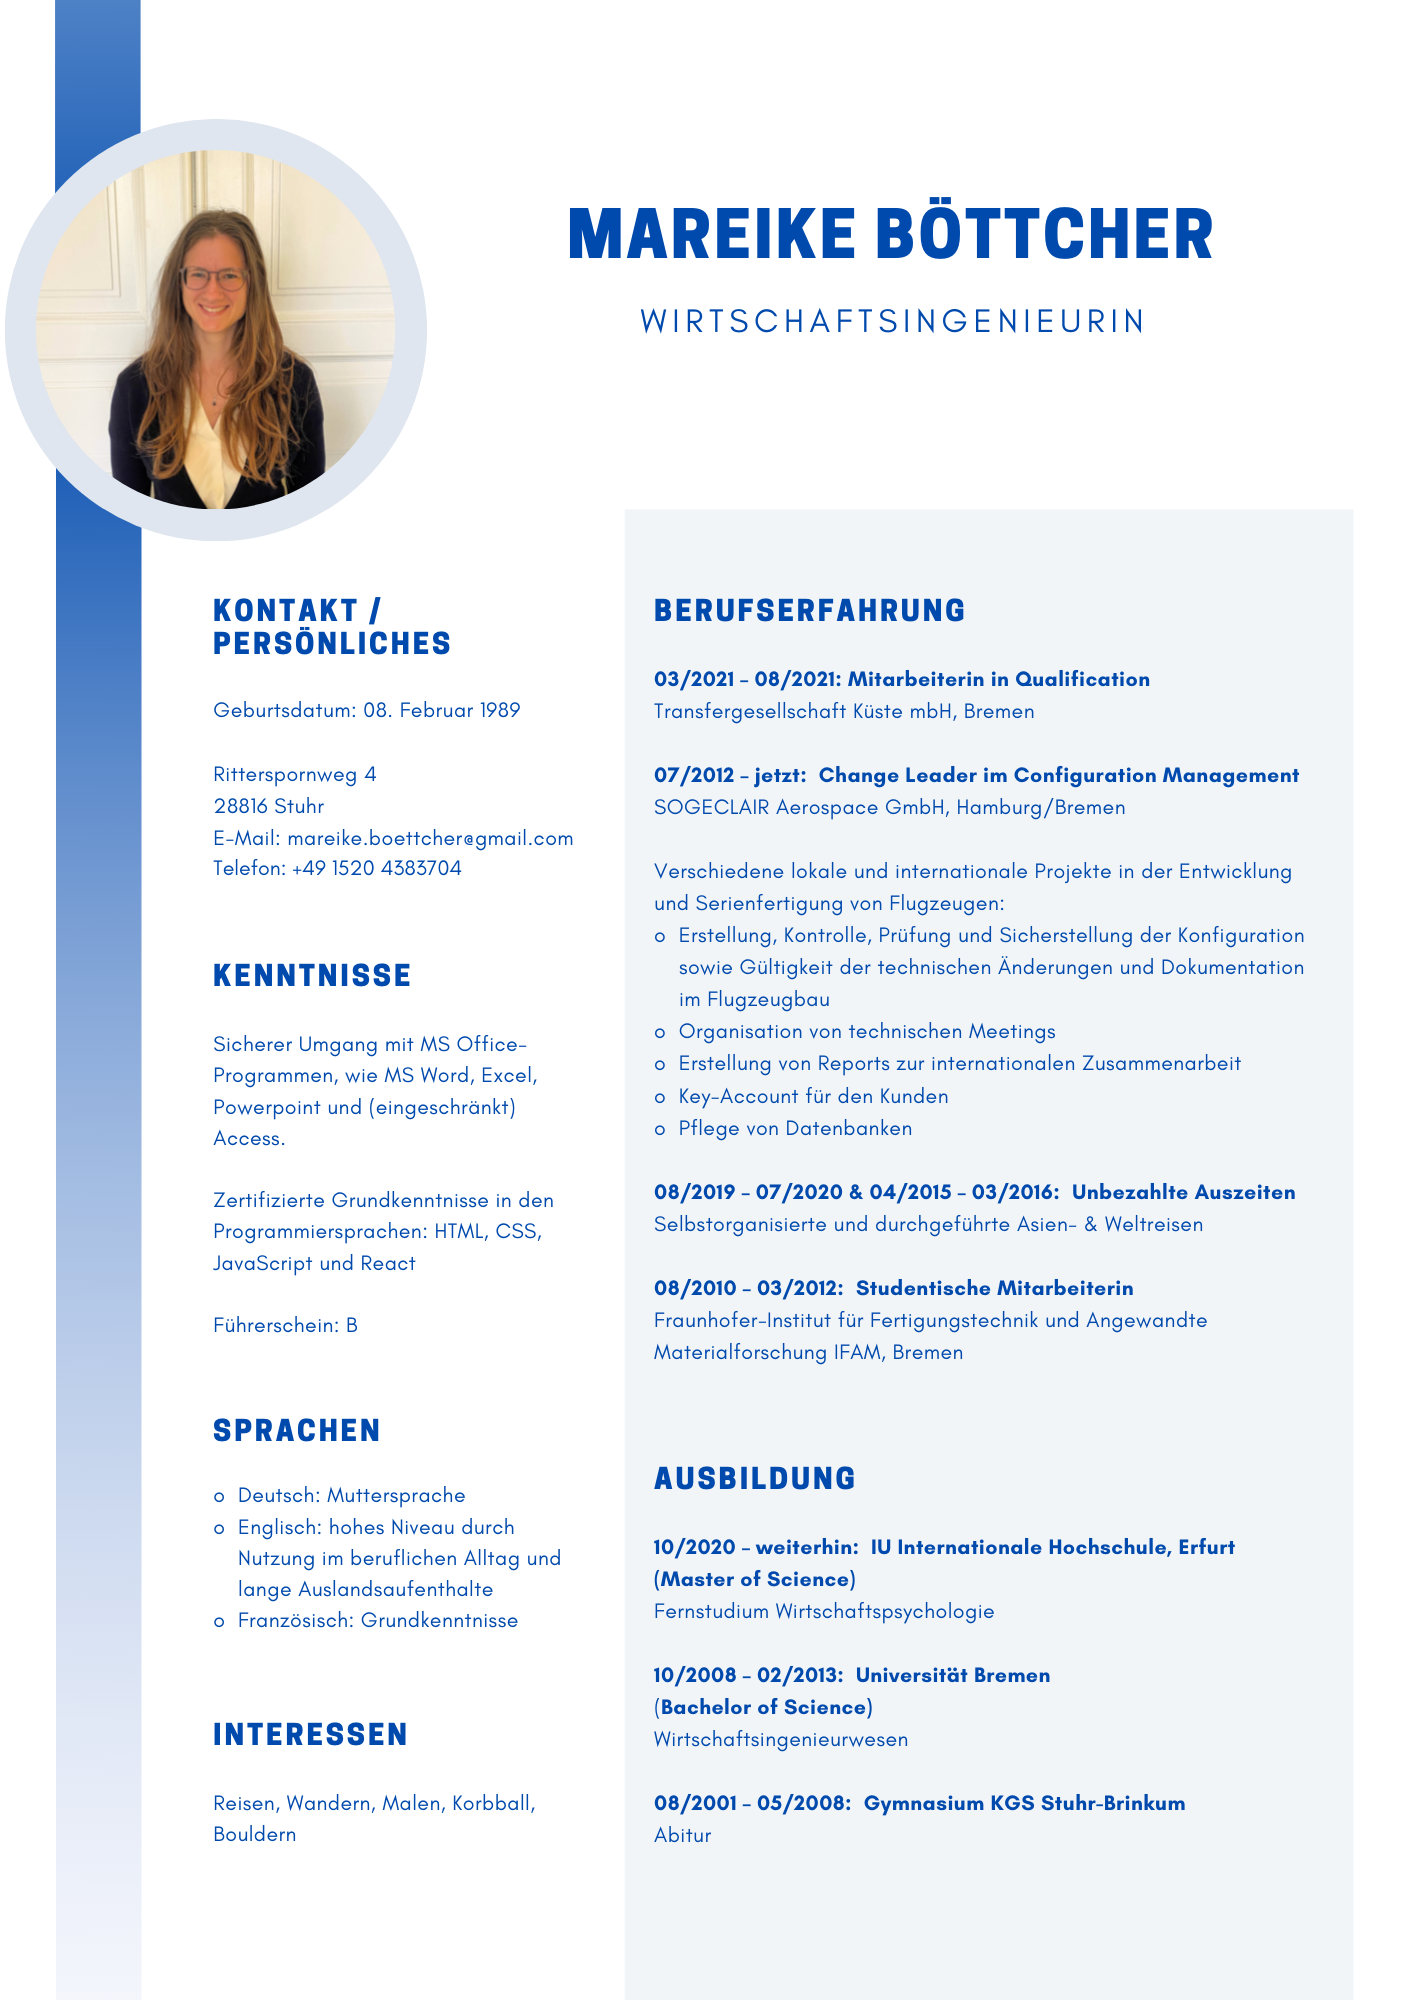 MAREIKE BÖTTCHER
WIRTSCHAFTSINGENIEURIN
KONTAKT /
PERSÖNLICHES
Geburtsdatum: 08. Februar 1989
Ritterspornweg 4
28816 Stuhr
E-Mail: mareike.boettcher@gmail.com
Telefon: +49 1520 4383704
KENNTNISSE
Sicherer Umgang mit MS Office-
Programmen, wie MS Word, Excel,
Powerpoint und (eingeschränkt)
Access.
Zertifizierte Grundkenntnisse in den
Programmiersprachen: HTML, CSS,
JavaScript und React
Führerschein: B
SPRACHEN
o Deutsch: Muttersprache
o Englisch: hohes Niveau durch
Nutzung im beruflichen Alltag und
lange Auslandsaufenthalte
o Französisch: Grundkenntnisse
INTERESSEN
Reisen, Wandern, Malen, Korbball,
Bouldern
BERUFSERFAHRUNG
03/2021 – 08/2021: Mitarbeiterin in Qualification
Transfergesellschaft Küste mbH, Bremen
07/2012 – jetzt: Change Leader im Configuration Management
SOGECLAIR Aerospace GmbH, Hamburg/Bremen
Verschiedene lokale und internationale Projekte in der Entwicklung
und Serienfertigung von Flugzeugen:
o Erstellung, Kontrolle, Prüfung und Sicherstellung der Konfiguration
sowie Gültigkeit der technischen Änderungen und Dokumentation
im Flugzeugbau
o Organisation von technischen Meetings
o Erstellung von Reports zur internationalen Zusammenarbeit
o Key-Account für den Kunden
o Pflege von Datenbanken
08/2019 – 07/2020 & 04/2015 – 03/2016: Unbezahlte Auszeiten
Selbstorganisierte und durchgeführte Asien- & Weltreisen
08/2010 – 03/2012: Studentische Mitarbeiterin
Fraunhofer-Institut für Fertigungstechnik und Angewandte
Materialforschung IFAM, Bremen
AUSBILDUNG
10/2020 – weiterhin: IU Internationale Hochschule, Erfurt
(Master of Science)
Fernstudium Wirtschaftspsychologie
10/2008 – 02/2013: Universität Bremen
(Bachelor of Science)
Wirtschaftsingenieurwesen
08/2001 – 05/2008: Gymnasium KGS Stuhr-Brinkum
Abitur